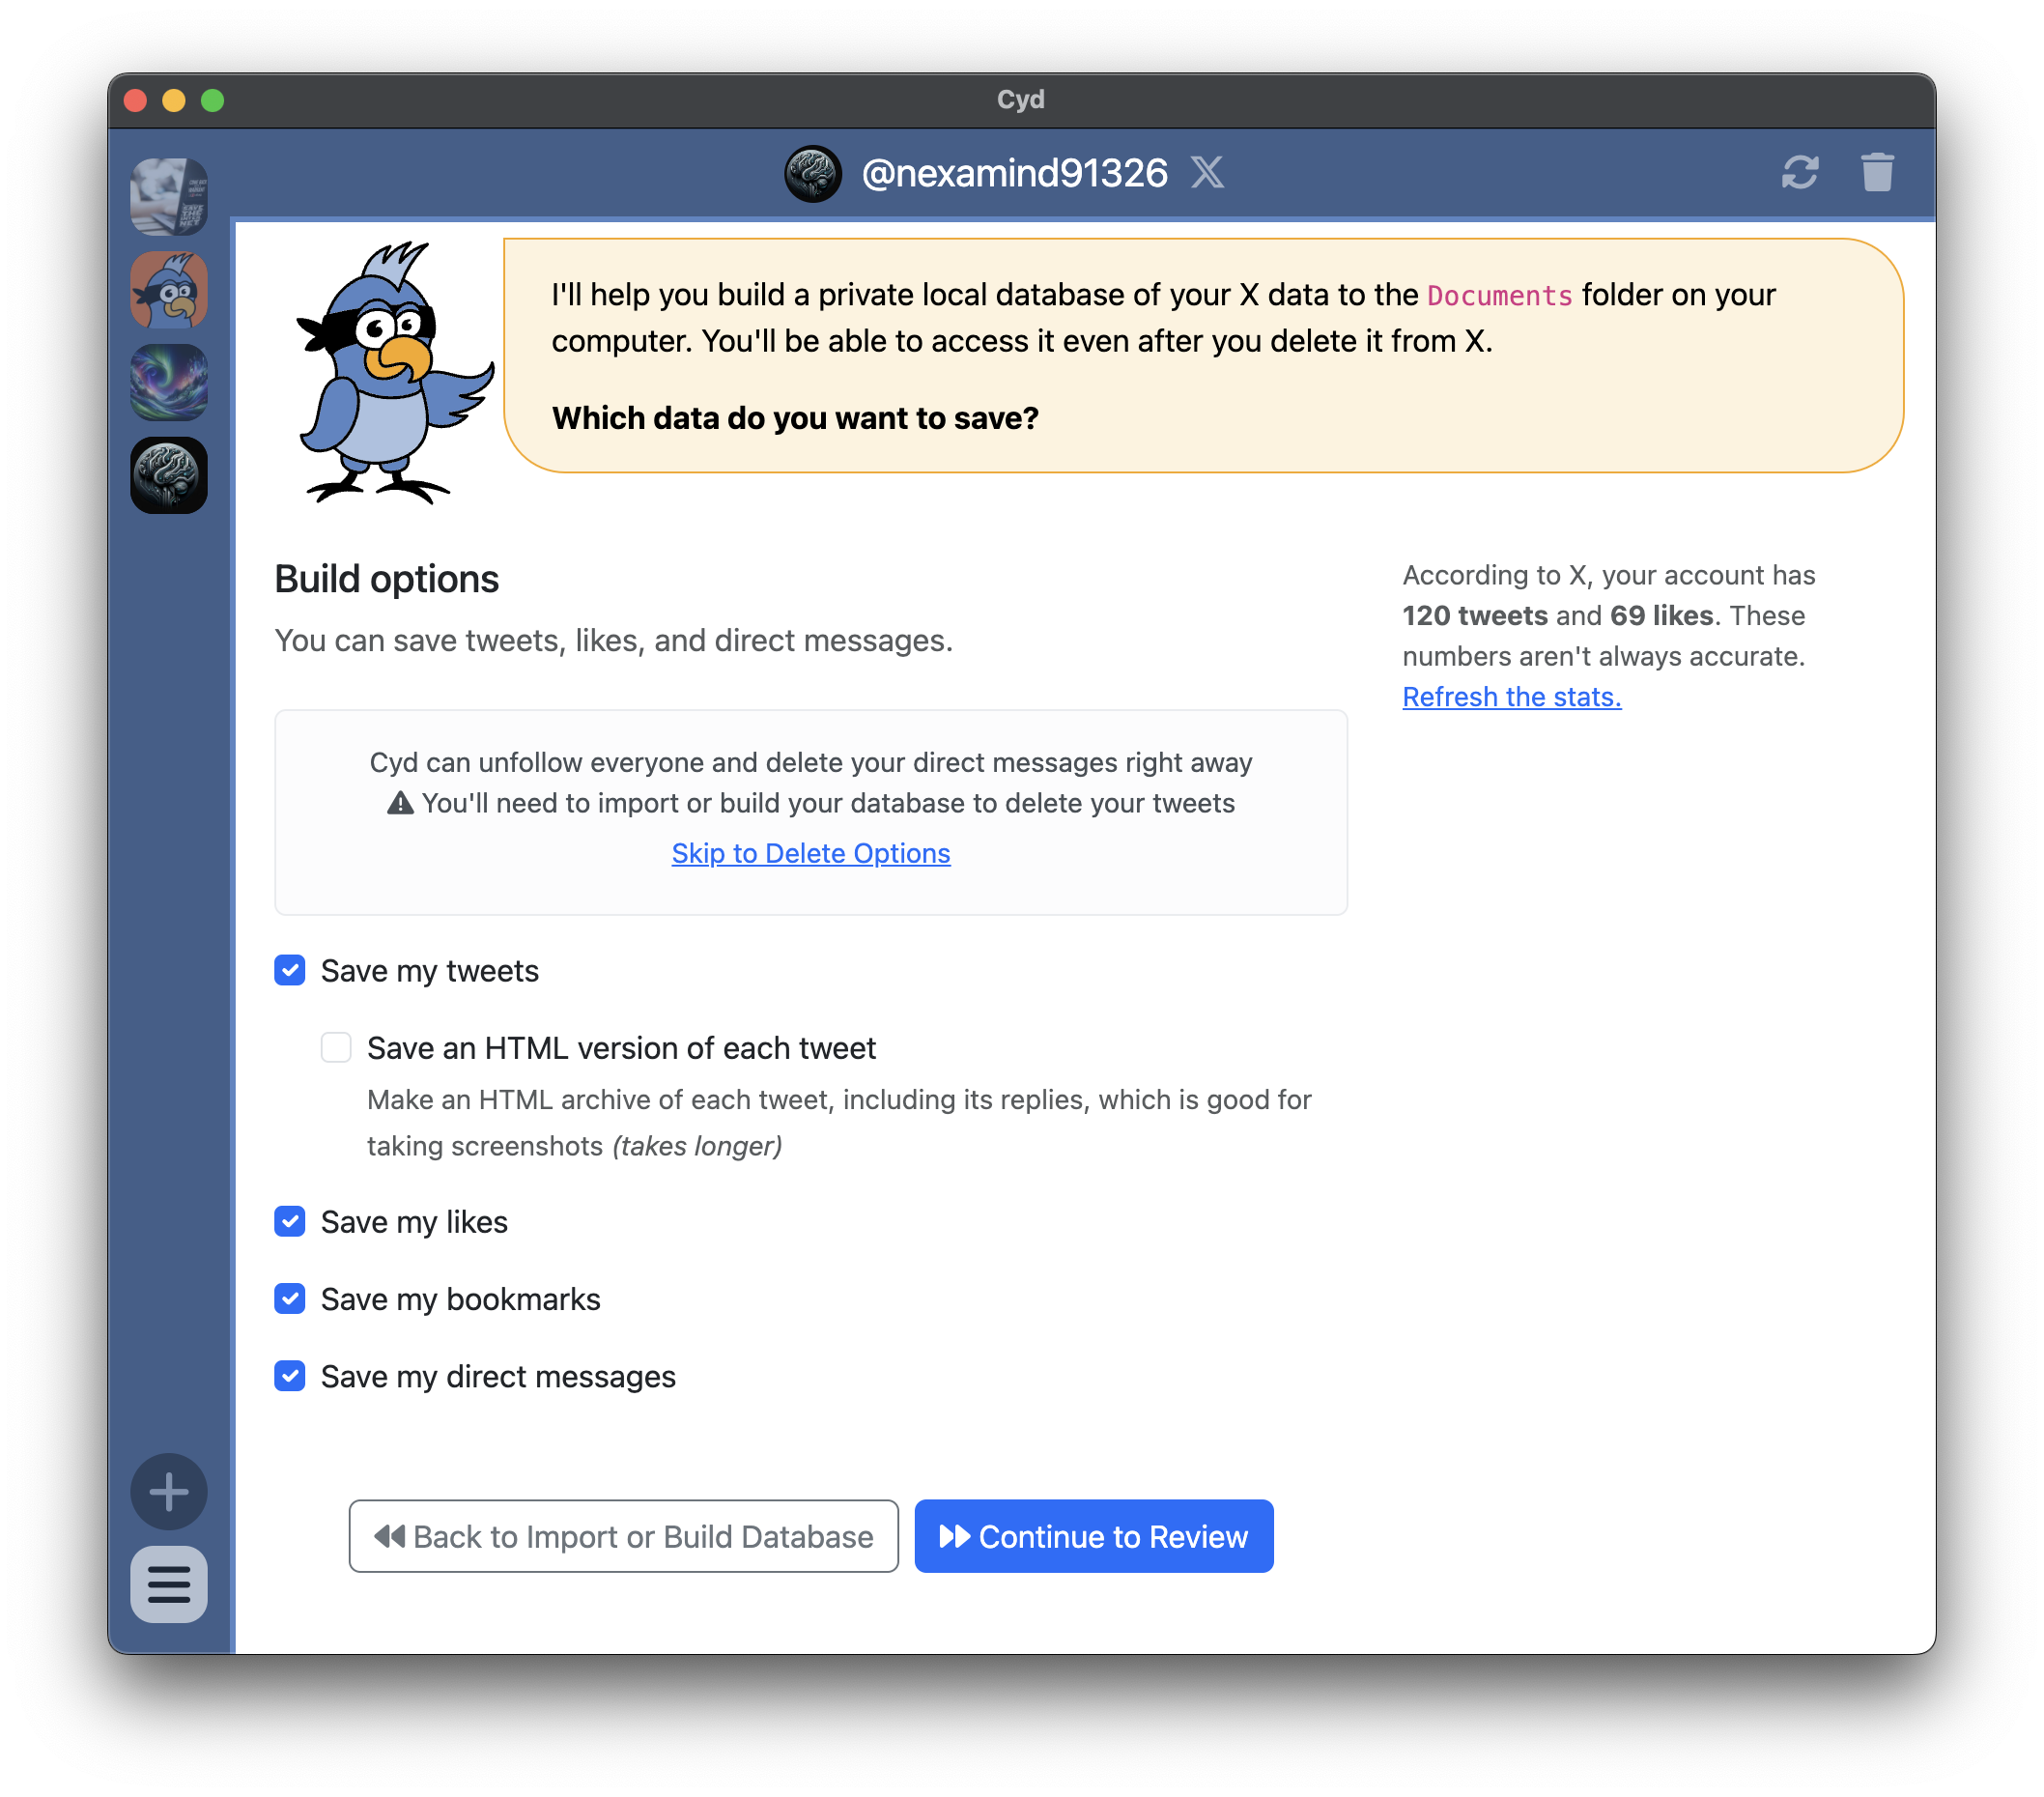 Cyd
@nexamind91326
I'll help you build a private local database of your X data to the Documents folder on your
computer. You'll be able to access it even after you delete it from X.
Which data do you want to save?
Build options
You can save tweets, likes, and direct messages.
According to X, your account has
120 tweets and 69 likes. These
numbers aren't always accurate.
Refresh the stats.
Cyd can unfollow everyone and delete your direct messages right away
You'll need to import or build your database to delete your tweets
Skip to Delete Options
Save my tweets
Save an HTML version of each tweet
Make an HTML archive of each tweet, including its replies, which is good for
taking screenshots (takes longer)
Save my likes
Save my bookmarks
Save my direct messages
Back to Import or Build Database
Continue to Review